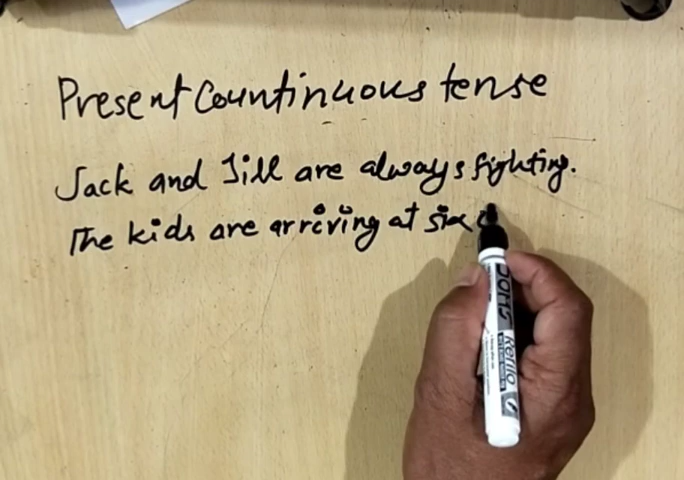 Present Countinuous tense
Jack and Jill are always fighting.
The kids are arriving at six